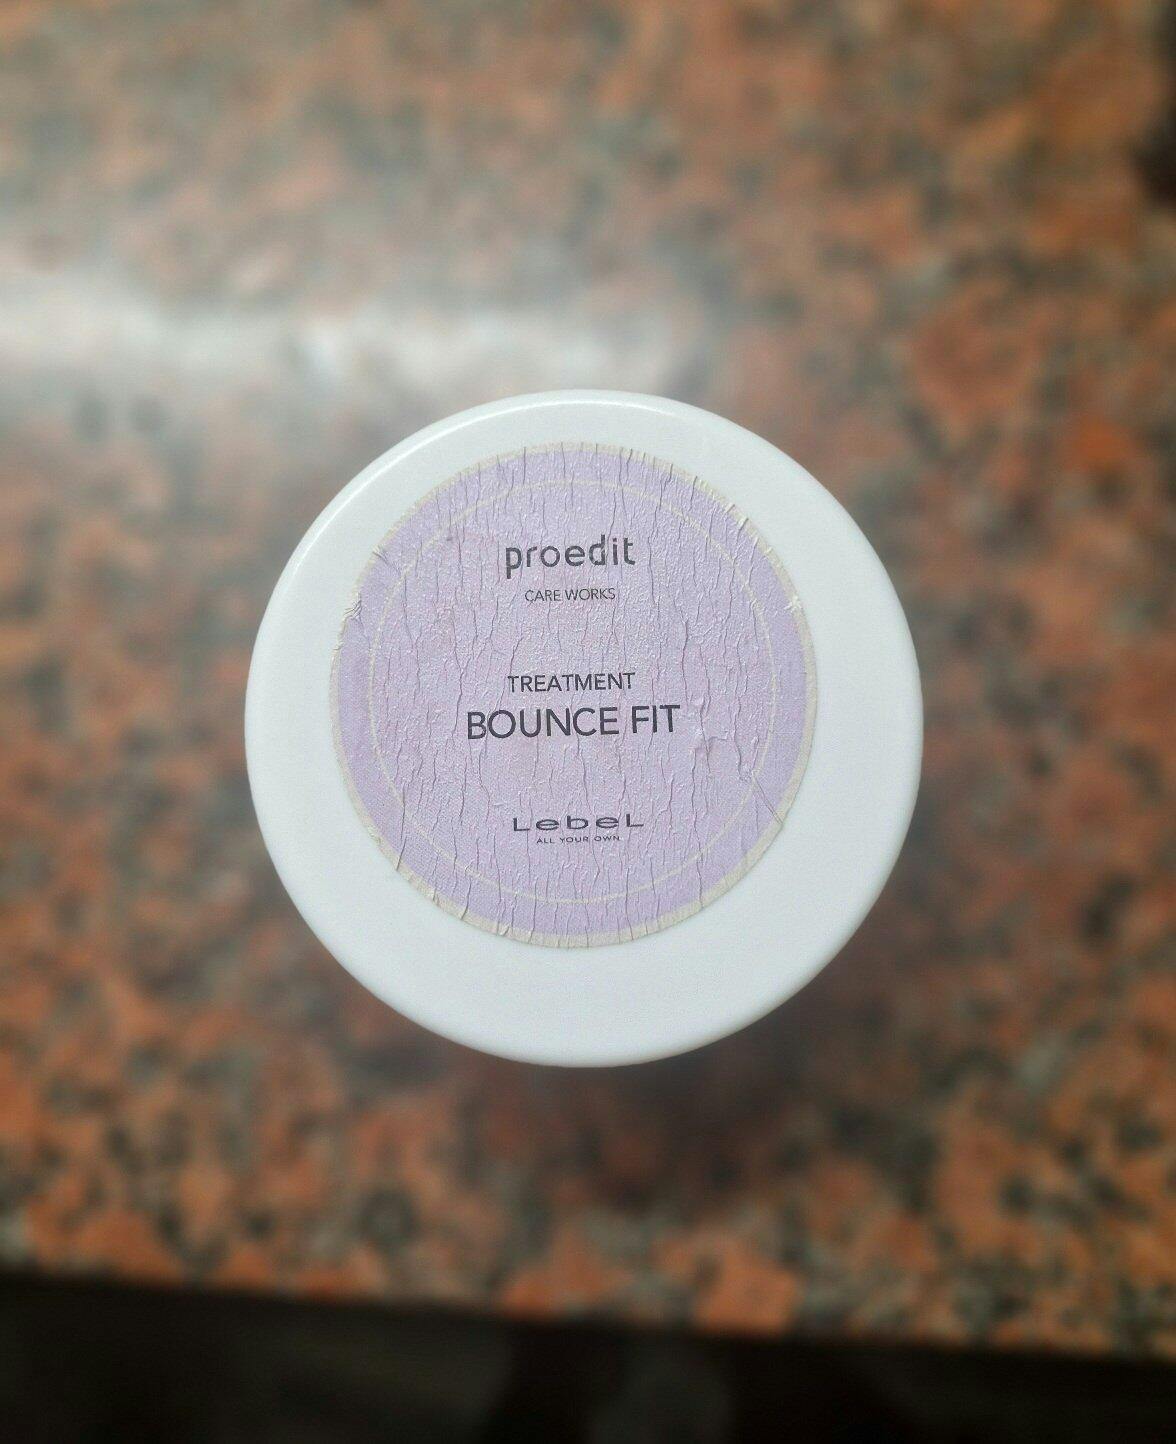 proedit
CARE WORKS
TREATMENT
BOUNCE FIT
LebeL
ALL YOUR OWN